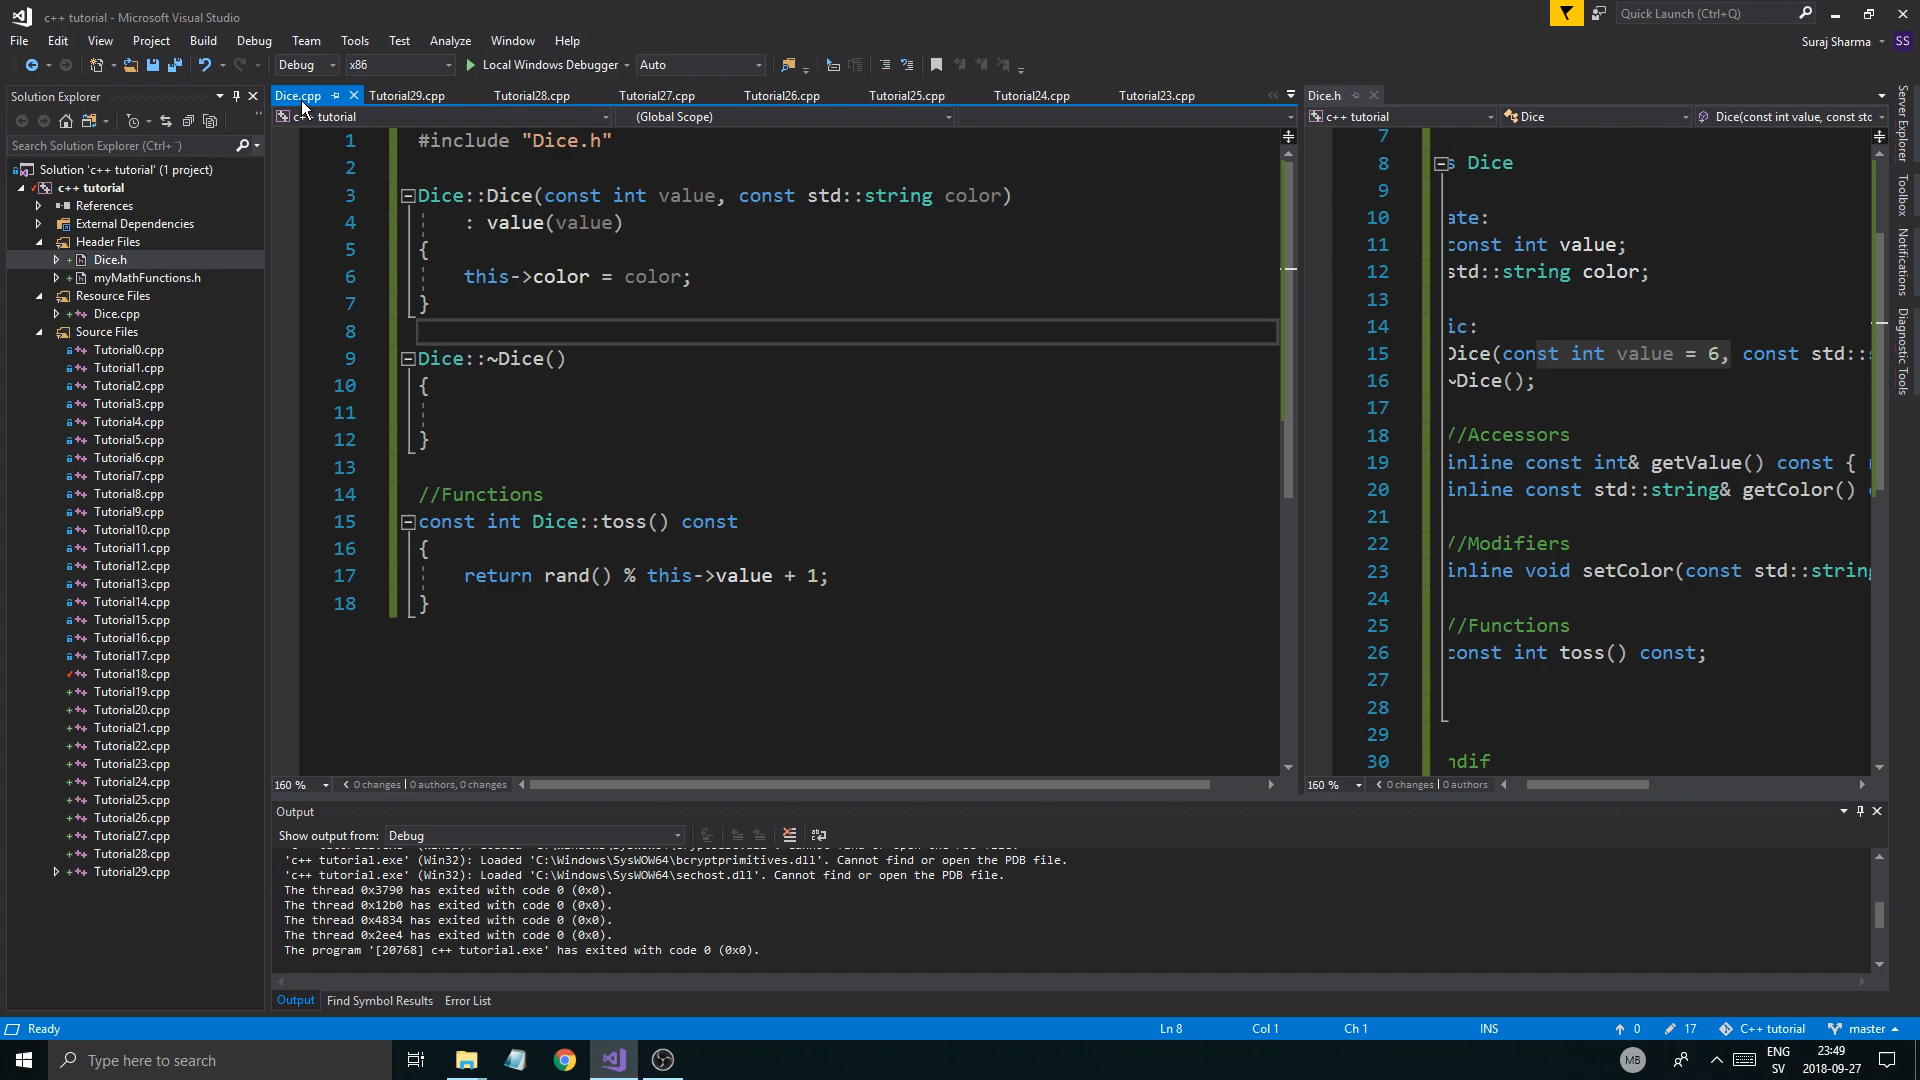 c++ tutorial - Microsoft Visual Studio
Quick Launch (Ctrl+Q)
File Edit View Project Build Debug Team Tools Test Analyze Window Help
Suraj Sharma SS
Debug x86 Local Windows Debugger Auto
Solution Explorer
Search Solution Explorer (Ctrl+¨)
Solution 'c++ tutorial' (1 project)
c++ tutorial
References
External Dependencies
Header Files
Dice.h
myMathFunctions.h
Resource Files
Dice.cpp
Source Files
Tutorial0.cpp
Tutorial1.cpp
Tutorial2.cpp
Tutorial3.cpp
Tutorial4.cpp
Tutorial5.cpp
Tutorial6.cpp
Tutorial7.cpp
Tutorial8.cpp
Tutorial9.cpp
Tutorial10.cpp
Tutorial11.cpp
Tutorial12.cpp
Tutorial13.cpp
Tutorial14.cpp
Tutorial15.cpp
Tutorial16.cpp
Tutorial17.cpp
Tutorial18.cpp
Tutorial19.cpp
Tutorial20.cpp
Tutorial21.cpp
Tutorial22.cpp
Tutorial23.cpp
Tutorial24.cpp
Tutorial25.cpp
Tutorial26.cpp
Tutorial27.cpp
Tutorial28.cpp
Tutorial29.cpp
Dice.cpp Tutorial29.cpp Tutorial28.cpp Tutorial27.cpp Tutorial26.cpp Tutorial25.cpp Tutorial24.cpp Tutorial23.cpp
tutorial (Global Scope)
1 #include "Dice.h"
2
3 Dice::Dice(const int value, const std::string color)
4 : value(value)
5 {
6 this->color = color;
7 }
8
9 Dice::~Dice()
10 {
11
12 }
13
14 //Functions
15 const int Dice::toss() const
16 {
17 return rand() % this->value + 1;
18 }
160 % 0 changes | 0 authors, 0 changes
Dice.h
c++ tutorial Dice Dice(const int value, const std
7
8 s Dice
9
10 ate:
11 const int value;
12 std::string color;
13
14 ic:
15 Dice(const int value = 6, const std::
16 ~Dice();
17
18 //Accessors
19 inline const int& getValue() const {
20 inline const std::string& getColor()
21
22 //Modifiers
23 inline void setColor(const std::string
24
25 //Functions
26 const int toss() const;
27
28
29
30 ndif
160 % 0 changes | 0 authors
Server Explorer
Toolbox
Notifications
Diagnostic Tools
Output
Show output from: Debug
'c++ tutorial.exe' (Win32): Loaded 'C:\Windows\SysWOW64\bcryptprimitives.dll'. Cannot find or open the PDB file.
'c++ tutorial.exe' (Win32): Loaded 'C:\Windows\SysWOW64\sechost.dll'. Cannot find or open the PDB file.
The thread 0x3790 has exited with code 0 (0x0).
The thread 0x12b0 has exited with code 0 (0x0).
The thread 0x4834 has exited with code 0 (0x0).
The thread 0x2ee4 has exited with code 0 (0x0).
The program '[20768] c++ tutorial.exe' has exited with code 0 (0x0).
Output Find Symbol Results Error List
Ready Ln 8 Col 1 Ch 1 INS 0 17 C++ tutorial master
Type here to search
MB
ENG
SV
23:49
2018-09-27